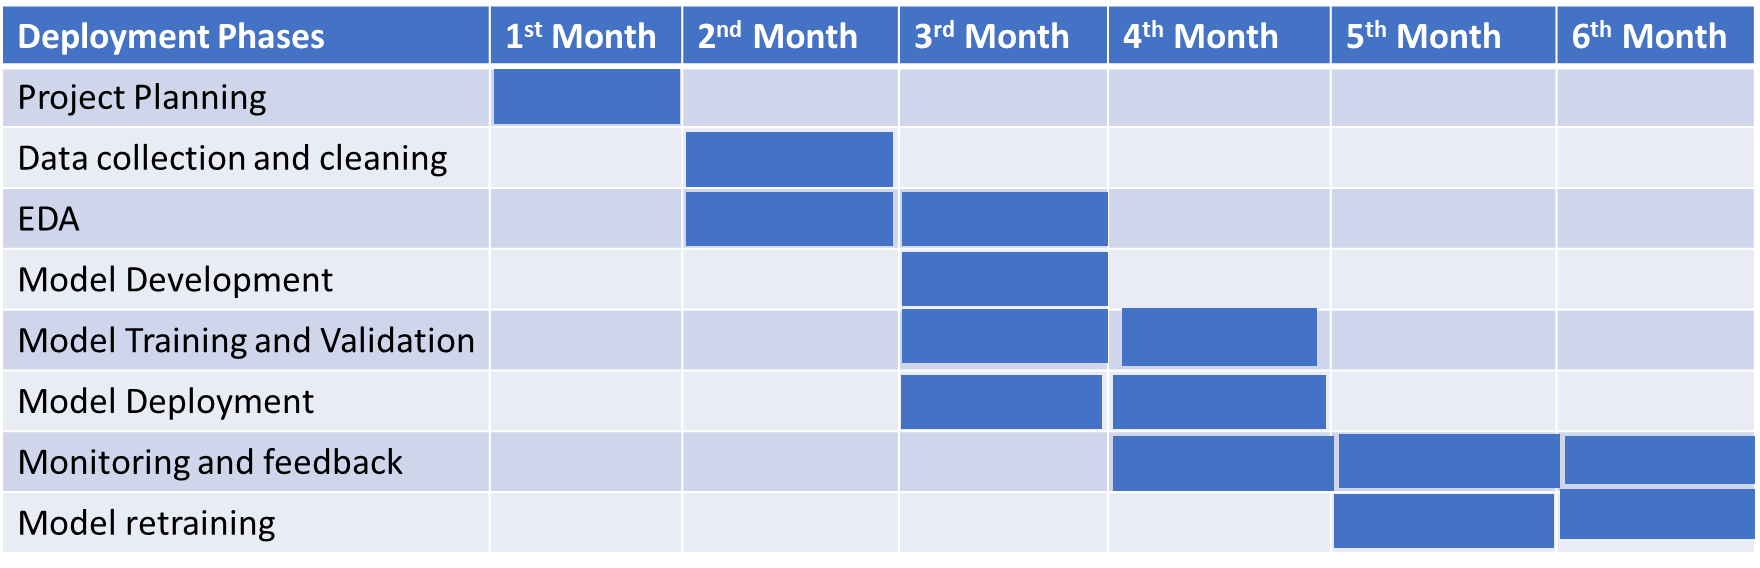 Deployment Phases 1st Month 2nd Month 3rd Month 4th Month 5th Month 6th Month
Project Planning
Data collection and cleaning
EDA
Model Development
Model Training and Validation
Model Deployment
Monitoring and feedback
Model retraining